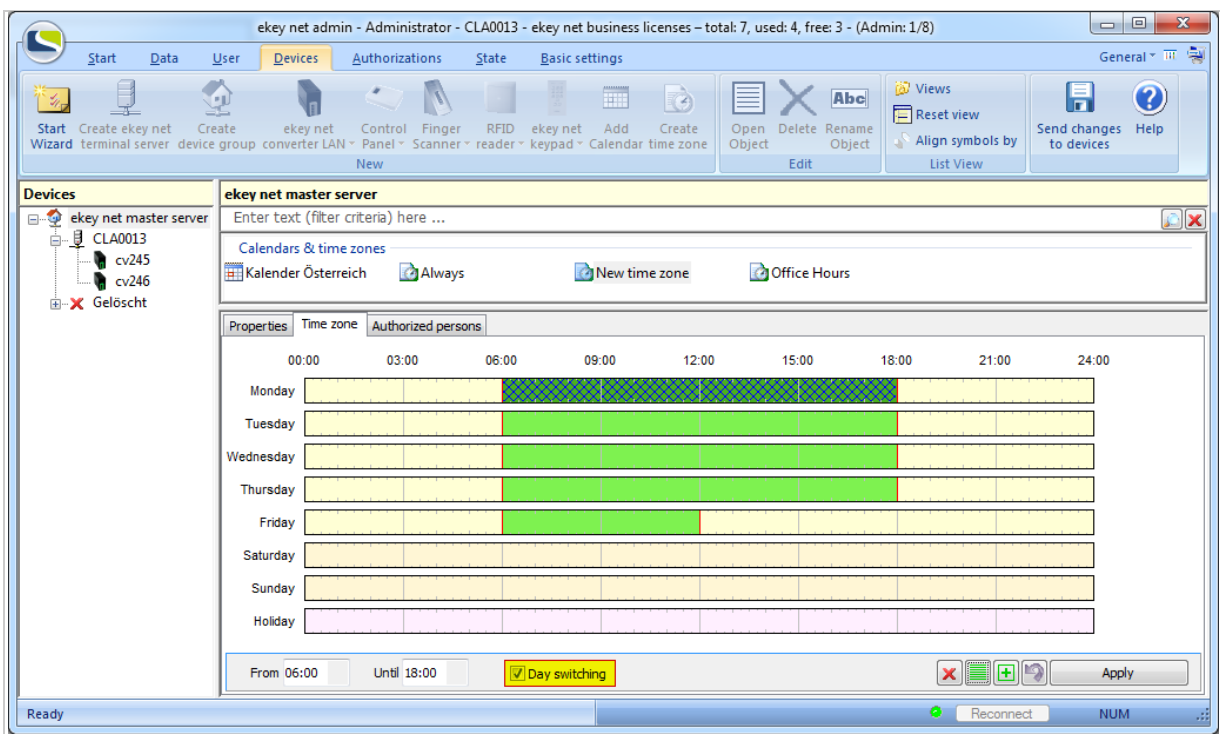 ekey net admin - Administrator - CLA0013 - ekey net business licenses – total: 7, used: 4, free: 3 - (Admin: 1/8)
Start Data User Devices Authorizations State Basic settings General
Start Wizard
Create ekey net terminal server
Create device group
ekey net converter LAN
Control Panel
Finger Scanner
RFID reader
ekey net keypad
Add Calendar
Create time zone
New
Open Object
Delete
Abc
Rename Object
Edit
Views
Reset view
Align symbols by
List View
Send changes to devices
Help
Devices
ekey net master server
CLA0013
cv245
cv246
Gelöscht
ekey net master server
Enter text (filter criteria) here ...
Calendars & time zones
Kalender Österreich Always New time zone Office Hours
Properties Time zone Authorized persons
00:00 03:00 06:00 09:00 12:00 15:00 18:00 21:00 24:00
Monday
Tuesday
Wednesday
Thursday
Friday
Saturday
Sunday
Holiday
From 06:00 Until 18:00 Day switching Apply
Ready Reconnect NUM